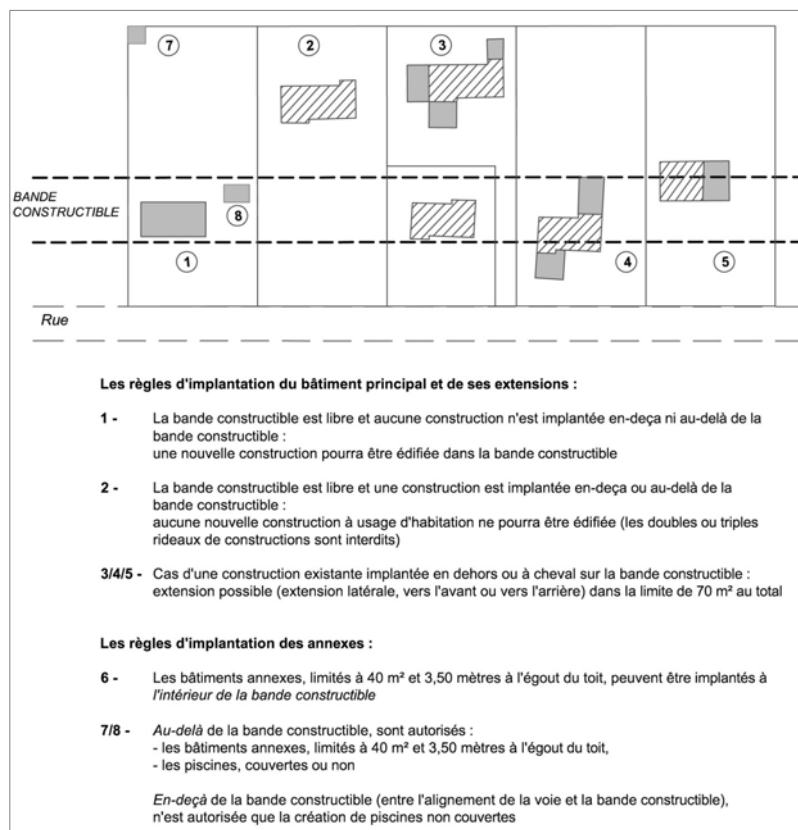 7
2
3
BANDE
CONSTRUCTIBLE
8
1
4
5
Rue
Les règles d'implantation du bâtiment principal et de ses extensions :
1 - La bande constructible est libre et aucune construction n'est implantée en-deça ni au-delà de la
bande constructible :
une nouvelle construction pourra être édifiée dans la bande constructible
2 - La bande constructible est libre et une construction est implantée en-deça ou au-delà de la
bande constructible :
aucune nouvelle construction à usage d'habitation ne pourra être édifiée (les doubles ou triples
rideaux de constructions sont interdits)
3/4/5 - Cas d'une construction existante implantée en dehors ou à cheval sur la bande constructible :
extension possible (extension latérale, vers l'avant ou vers l'arrière) dans la limite de 70 m² au total
Les règles d'implantation des annexes :
6 - Les bâtiments annexes, limités à 40 m² et 3,50 mètres à l'égout du toit, peuvent être implantés à
l'intérieur de la bande constructible
7/8 - Au-delà de la bande constructible, sont autorisés :
- les bâtiments annexes, limités à 40 m² et 3,50 mètres à l'égout du toit,
- les piscines, couvertes ou non
En-deçà de la bande constructible (entre l'alignement de la voie et la bande constructible),
n'est autorisée que la création de piscines non couvertes